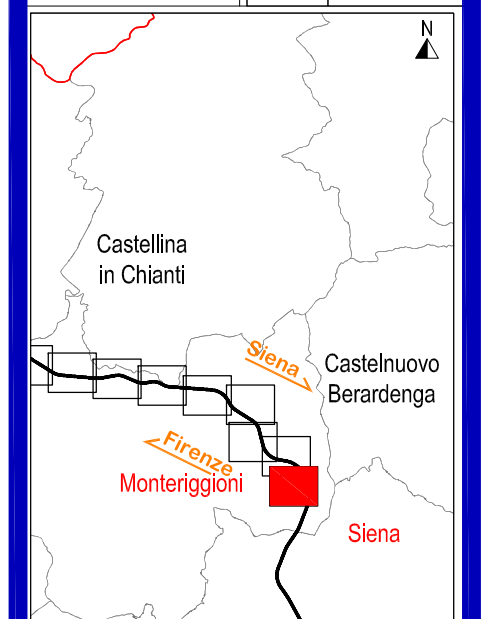 N
Castellina
in Chianti
Siena
Castelnuovo
Berardenga
Firenze
Monteriggioni
Siena